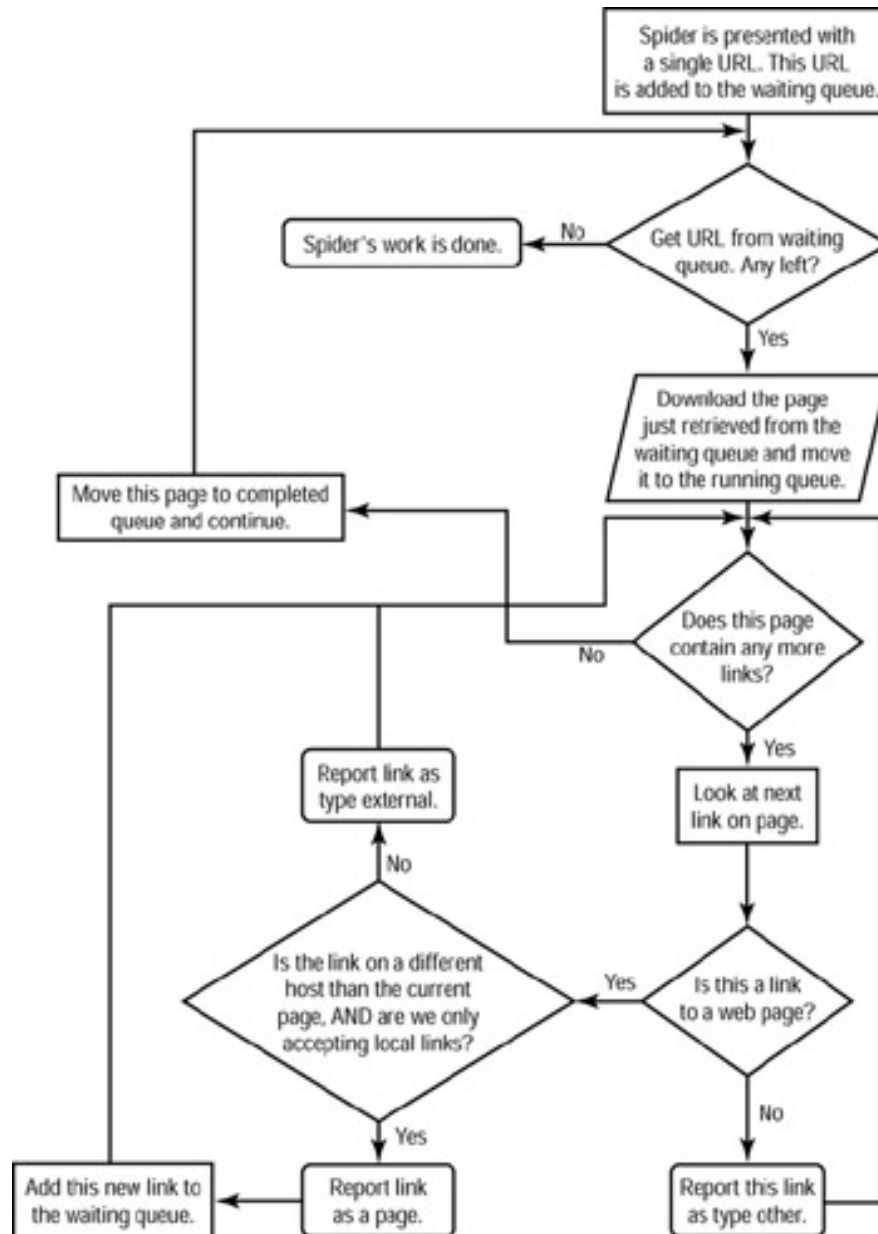 Spider is presented with
a single URL. This URL
is added to the waiting queue.
Get URL from waiting
queue. Any left?
No
Spider's work is done.
Yes
Download the page
just retrieved from the
waiting queue and move
it to the running queue.
Move this page to completed
queue and continue.
Does this page
contain any more
links?
No
Yes
Report link as
type external.
Look at next
link on page.
No
Is the link on a different
host than the current
page, AND are we only
accepting local links?
Yes
Is this a link
to a web page?
Yes
No
Add this new link to
the waiting queue.
Report link
as a page.
Report this link
as type other.